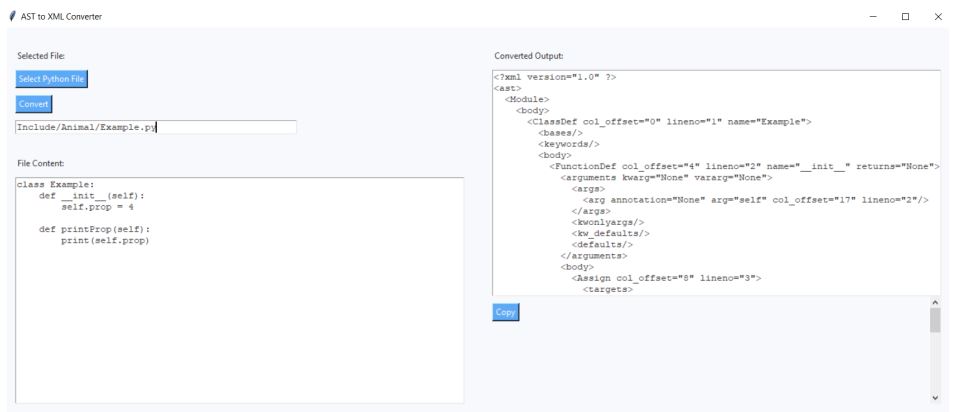 AST to XML Converter
Selected File:
Select Python File
Convert
Include/Animal/Example.py
File Content:
class Example:
    def __init__(self):
        self.prop = 4

    def printProp(self):
        print(self.prop)
Converted Output:
<?xml version="1.0" ?>
<ast>
  <Module>
    <body>
      <ClassDef col_offset="0" lineno="1" name="Example">
        <bases/>
        <keywords/>
        <body>
          <FunctionDef col_offset="4" lineno="2" name="__init__" returns="None">
            <arguments kwarg="None" vararg="None">
              <args>
                <arg annotation="None" arg="self" col_offset="17" lineno="2"/>
              </args>
              <kwonlyargs/>
              <kw_defaults/>
              <defaults/>
            </arguments>
            <body>
              <Assign col_offset="8" lineno="3">
                <targets>
Copy